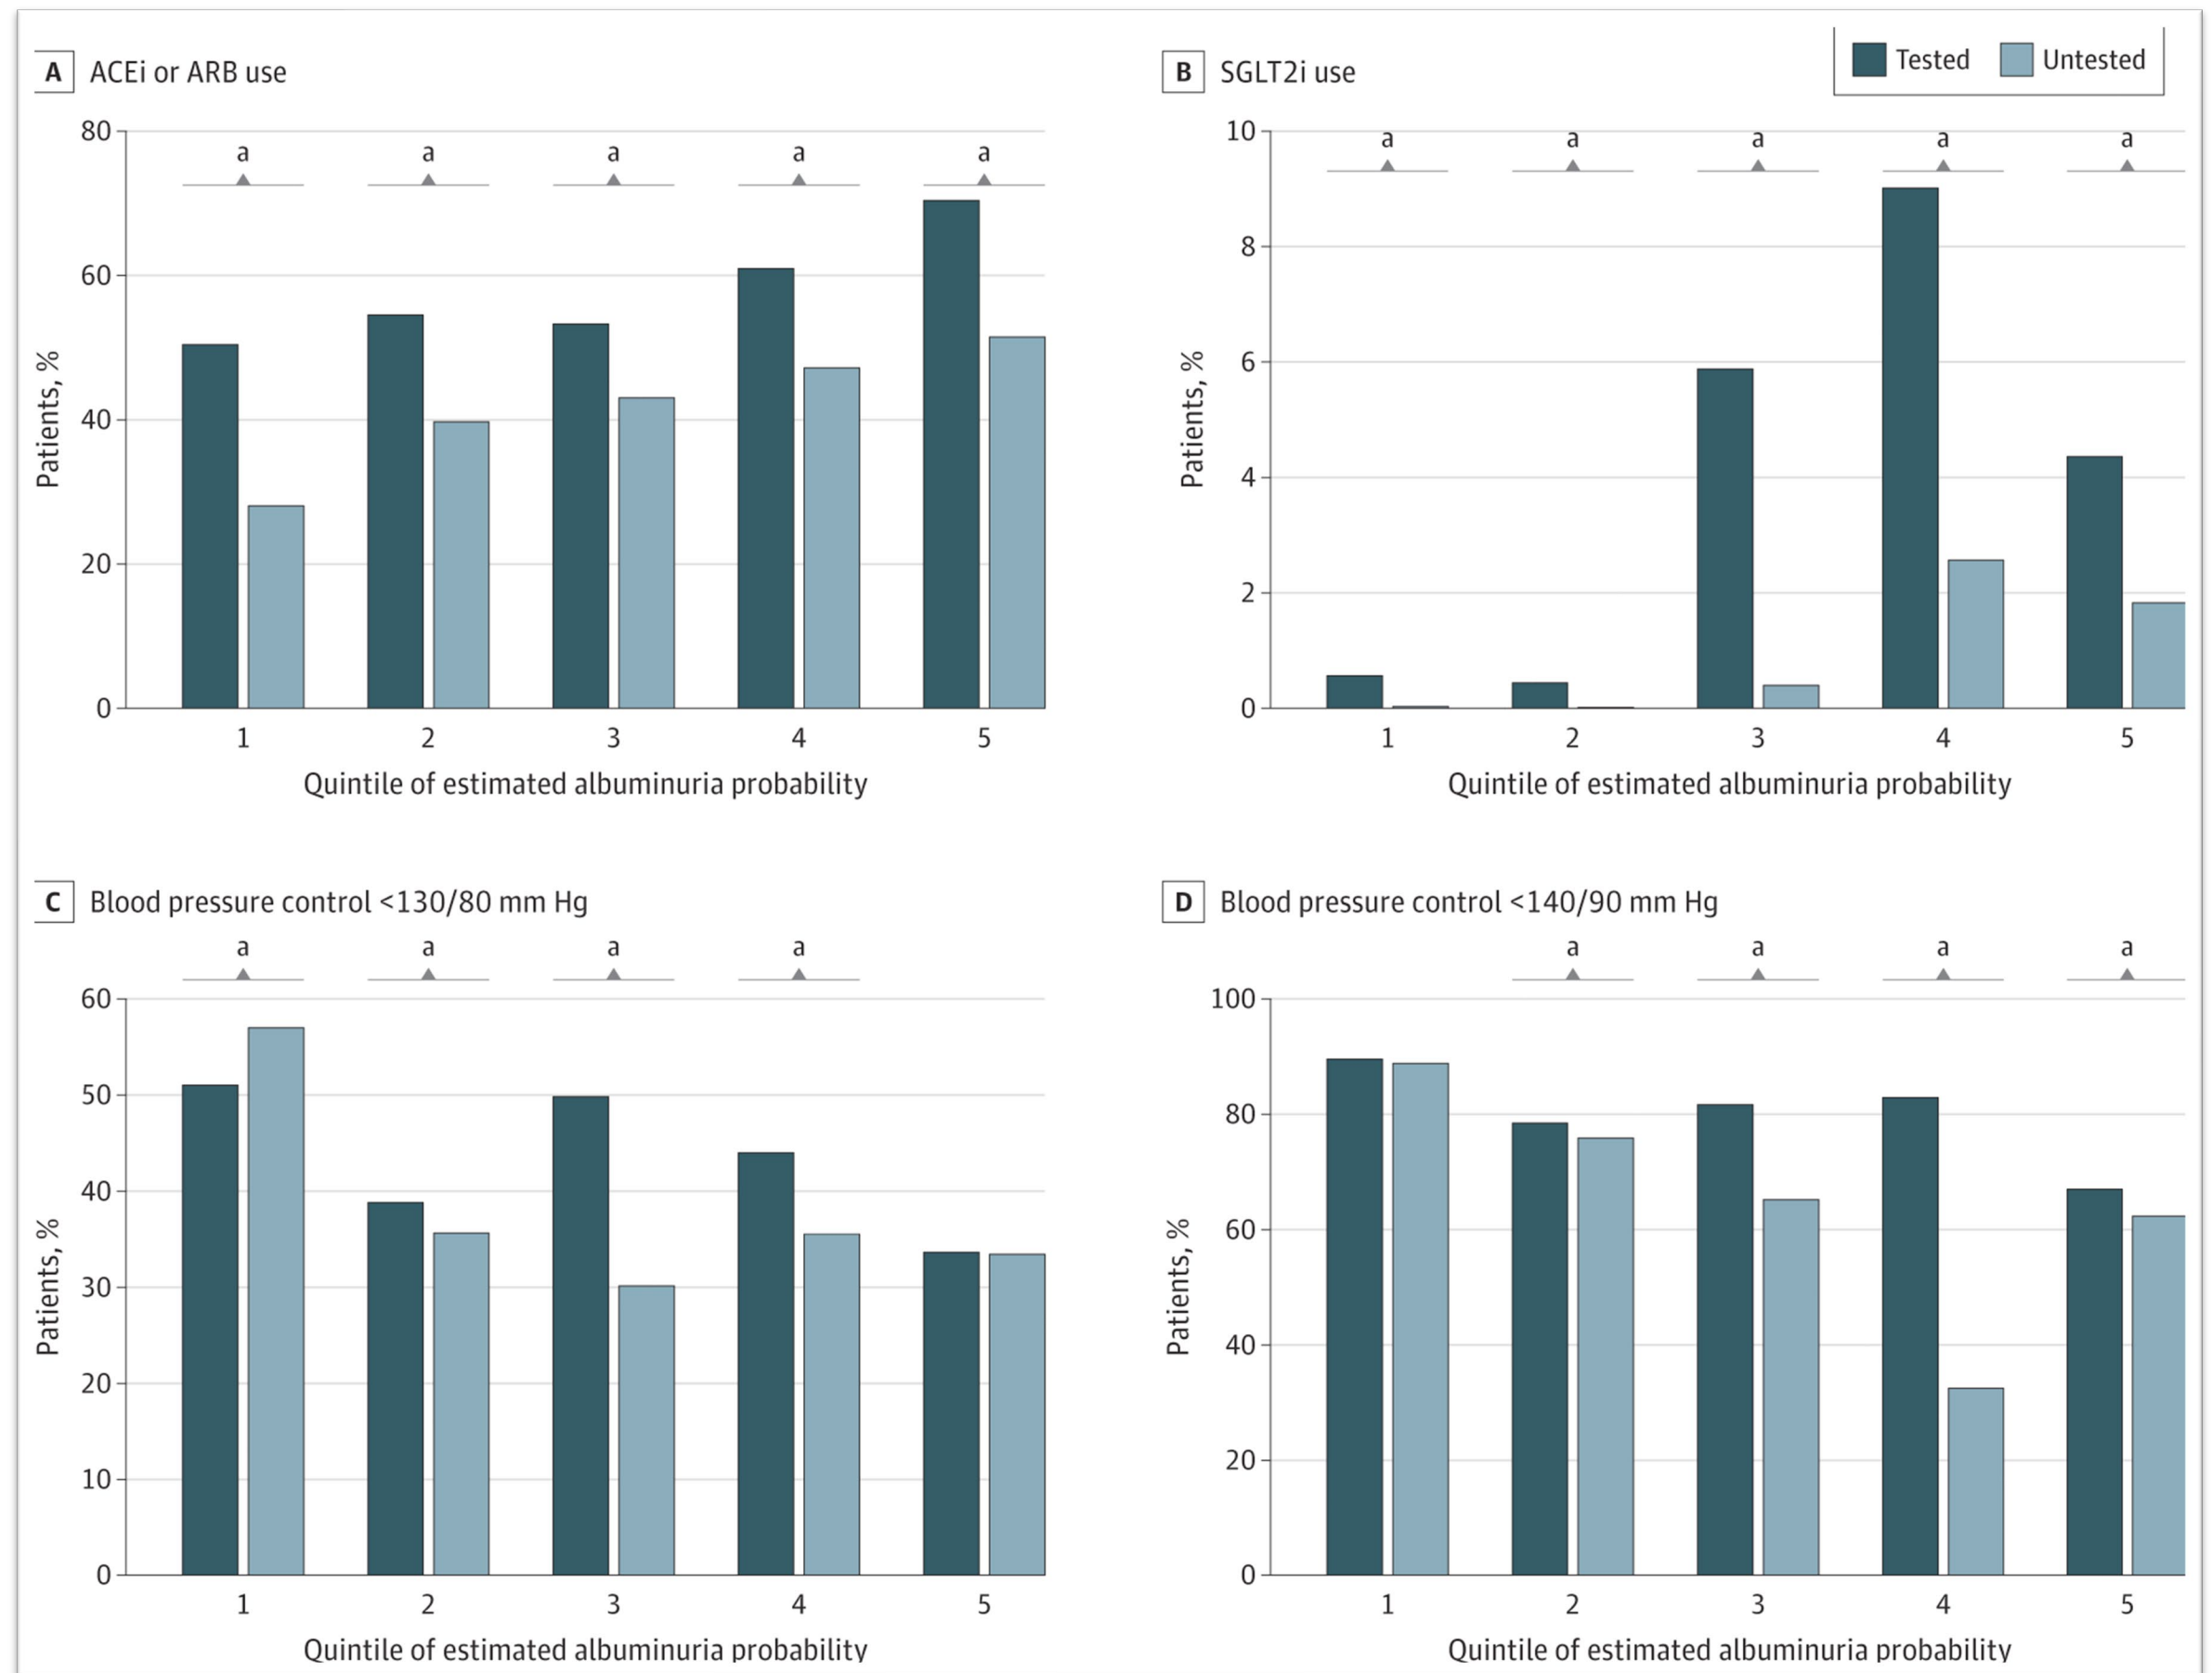 A ACEi or ARB use
80
60
40
20
0
Patients, %
a a a a a
1 2 3 4 5
Quintile of estimated albuminuria probability
B SGLT2i use
Tested Untested
10
8
6
4
2
0
Patients, %
a a a a a
1 2 3 4 5
Quintile of estimated albuminuria probability
C Blood pressure control <130/80 mm Hg
a a a a
60
50
40
30
20
10
0
Patients, %
1 2 3 4 5
Quintile of estimated albuminuria probability
D Blood pressure control <140/90 mm Hg
a a a a
100
80
60
40
20
0
Patients, %
1 2 3 4 5
Quintile of estimated albuminuria probability